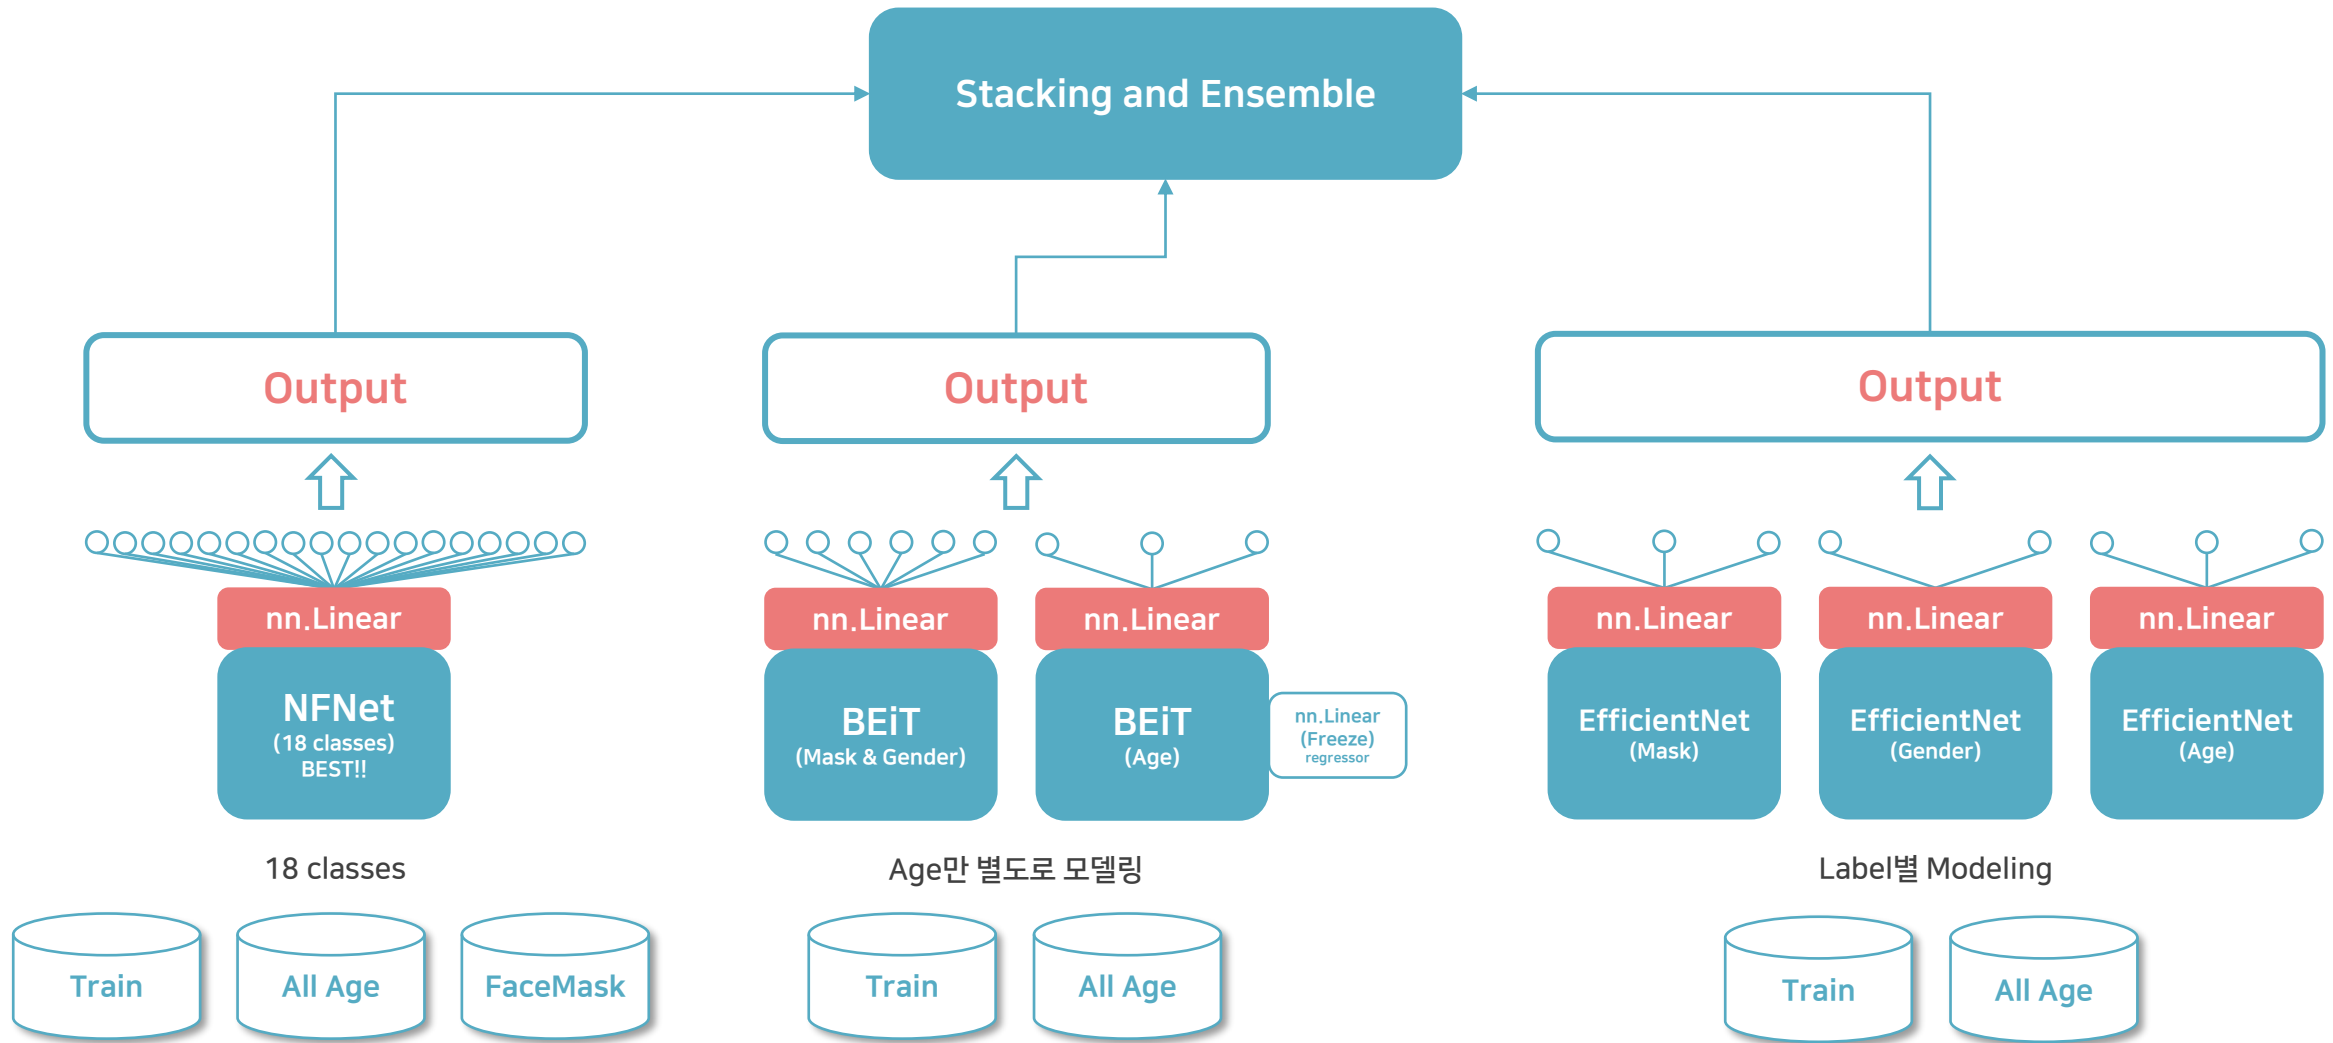 Stacking and Ensemble
Output
Output
Output
nn.Linear
nn.Linear
nn.Linear
nn.Linear
nn.Linear
nn.Linear
NFNet
(18 classes)
BEST!!
BEiT
(Mask & Gender)
BEiT
(Age)
nn.Linear
(Freeze)
regressor
EfficientNet
(Mask)
EfficientNet
(Gender)
EfficientNet
(Age)
18 classes
Age만 별도로 모델링
Label별 Modeling
Train
All Age
FaceMask
Train
All Age
Train
All Age